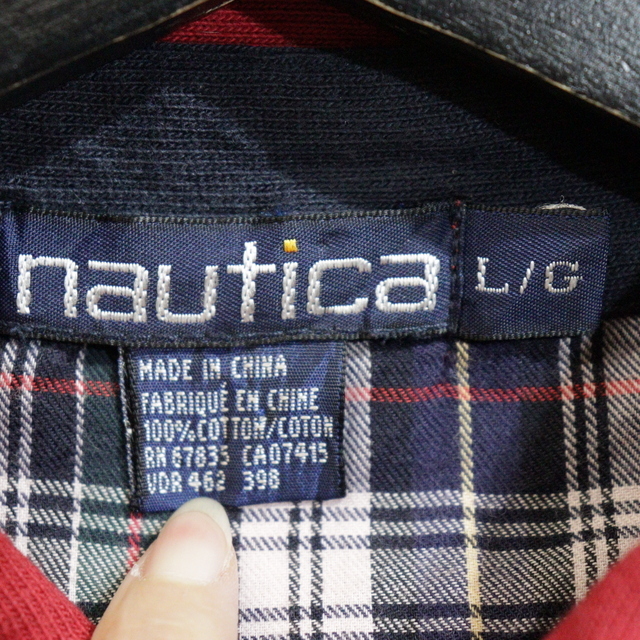 nautica
L/G
MADE IN CHINA
FABRIQUÉ EN CHINE
100% COTTON/COTON
RN 67835 CA07415
VDR 462 398